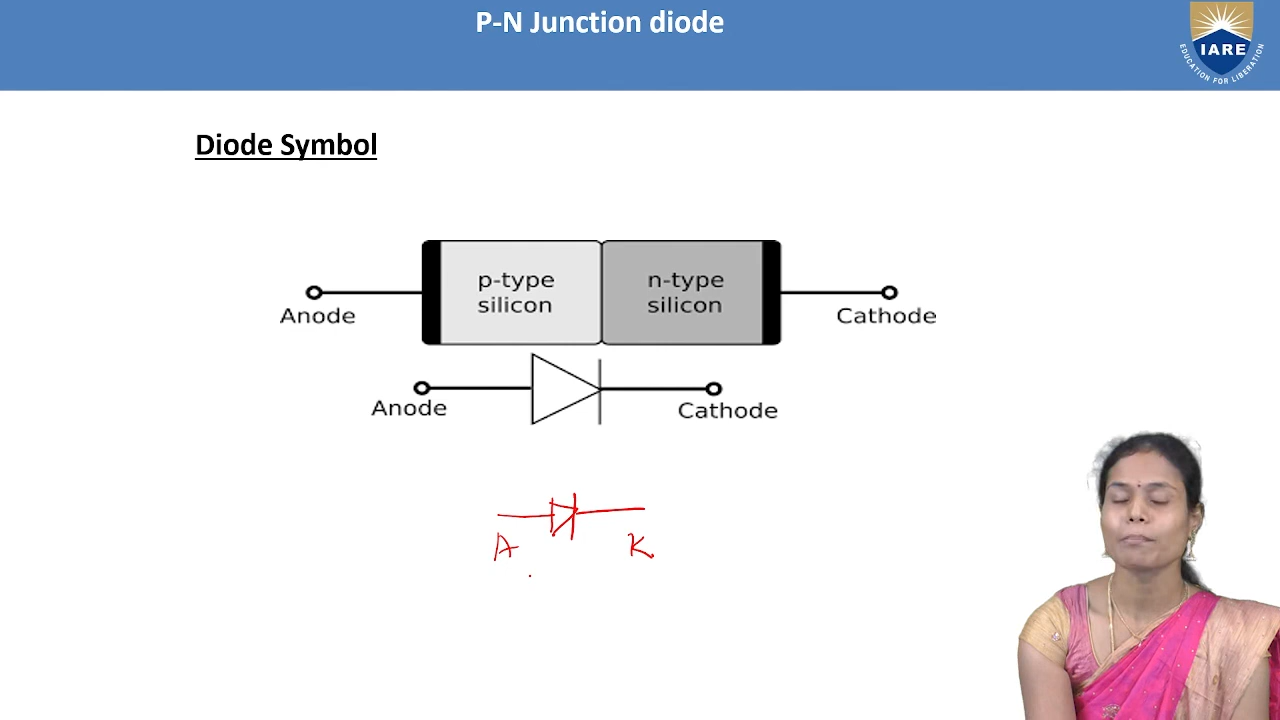 P-N Junction diode
IARE
EDUCATION FOR LIBERATION
Diode Symbol
p-type
silicon
n-type
silicon
Anode
Cathode
Anode
Cathode
A
K